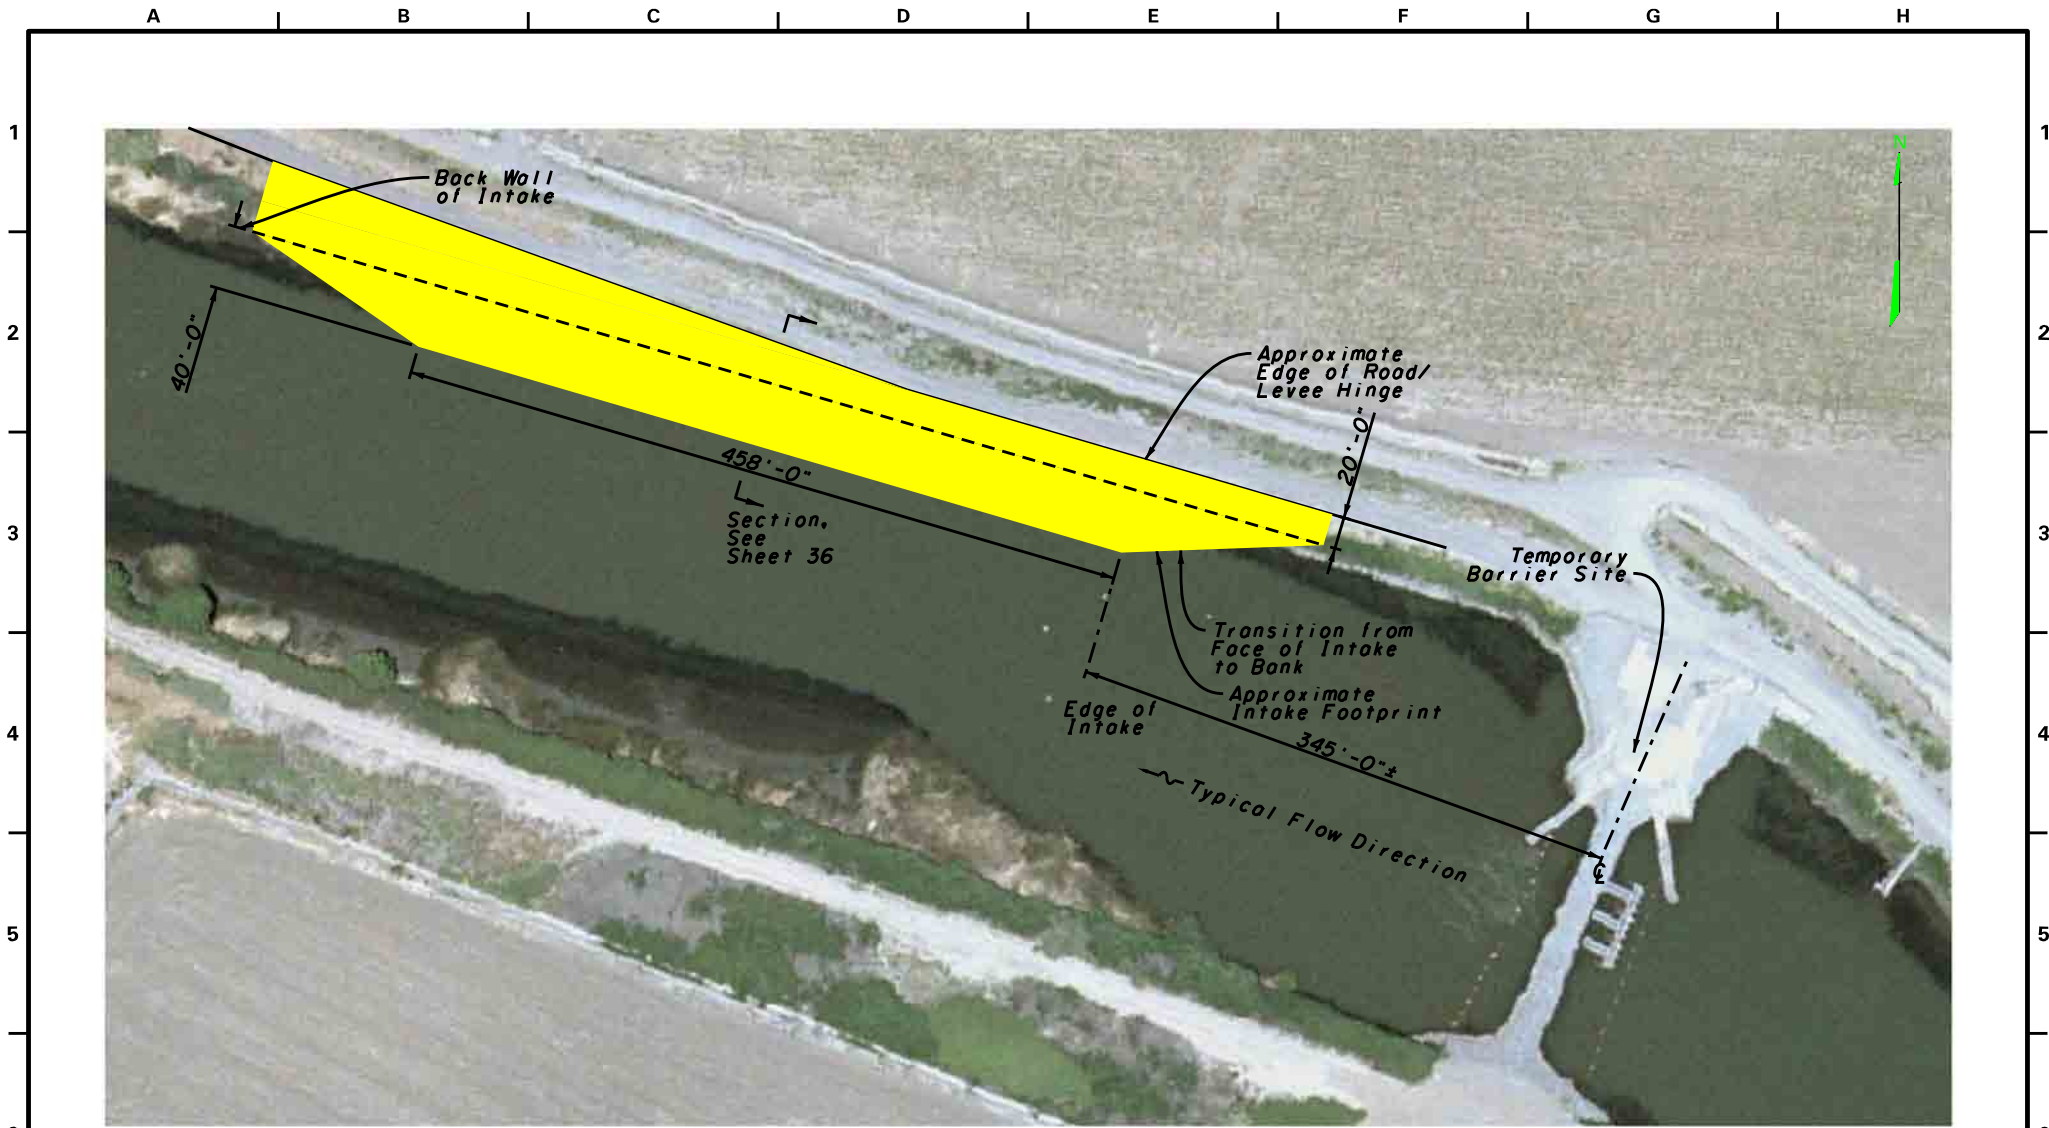 A B C D E F G H
1 1
N
Back Wall
of Intake
2 2
40'-0"
Approximate
Edge of Road/
Levee Hinge
20'-0"
458'-0"
Section,
See
Sheet 36
3 3
Temporary
Barrier Site
Transition from
Face of Intake
to Bank
Approximate
Intake Footprint
Edge of
Intake
4 4
345'-0"±
Typical Flow Direction
℄
5 5